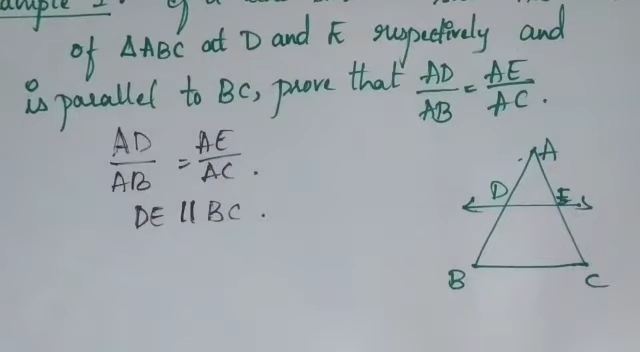 of ΔABC at D and E respectively and
is parallel to BC, prove that AD/AB = AE/AC.
AD/AB = AE/AC.
DE || BC.
A
D E
B C